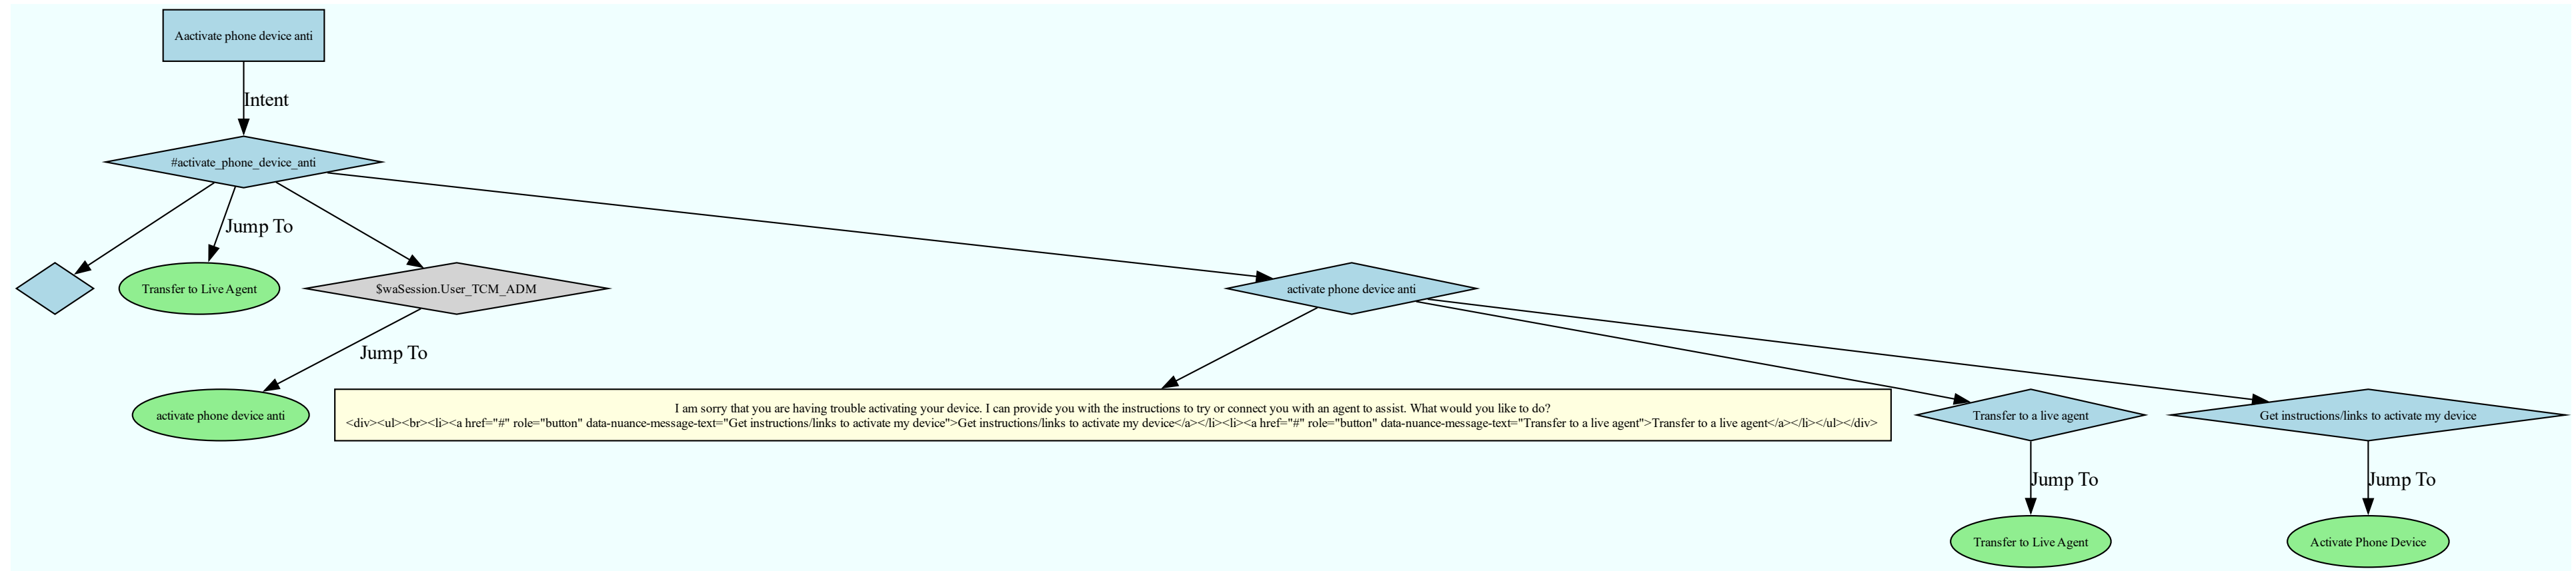 Aactivate phone device anti
Intent
#activate_phone_device_anti
Jump To
Transfer to Live Agent
$waSession.User_TCM_ADM
activate phone device anti
Jump To
activate phone device anti
I am sorry that you are having trouble activating your device. I can provide you with the instructions to try or connect you with an agent to assist. What would you like to do?
<div><ul><br><li><a href="#" role="button" data-nuance-message-text="Get instructions/links to activate my device">Get instructions/links to activate my device</a></li><li><a href="#" role="button" data-nuance-message-text="Transfer to a live agent">Transfer to a live agent</a></li></ul></div>
Transfer to a live agent
Get instructions/links to activate my device
Jump To
Jump To
Transfer to Live Agent
Activate Phone Device